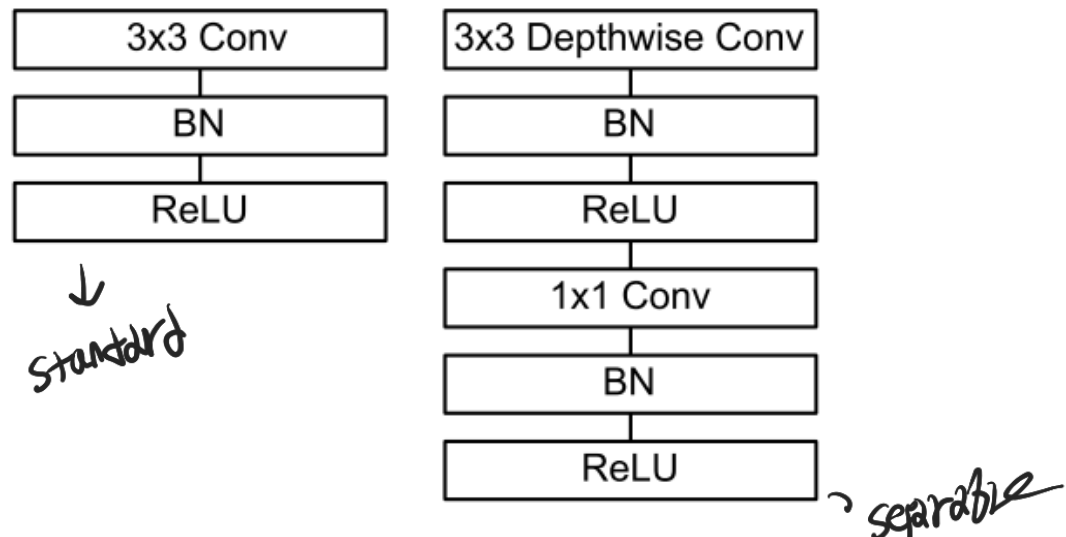 3x3 Conv
BN
ReLU
standard
3x3 Depthwise Conv
BN
ReLU
1x1 Conv
BN
ReLU
separable